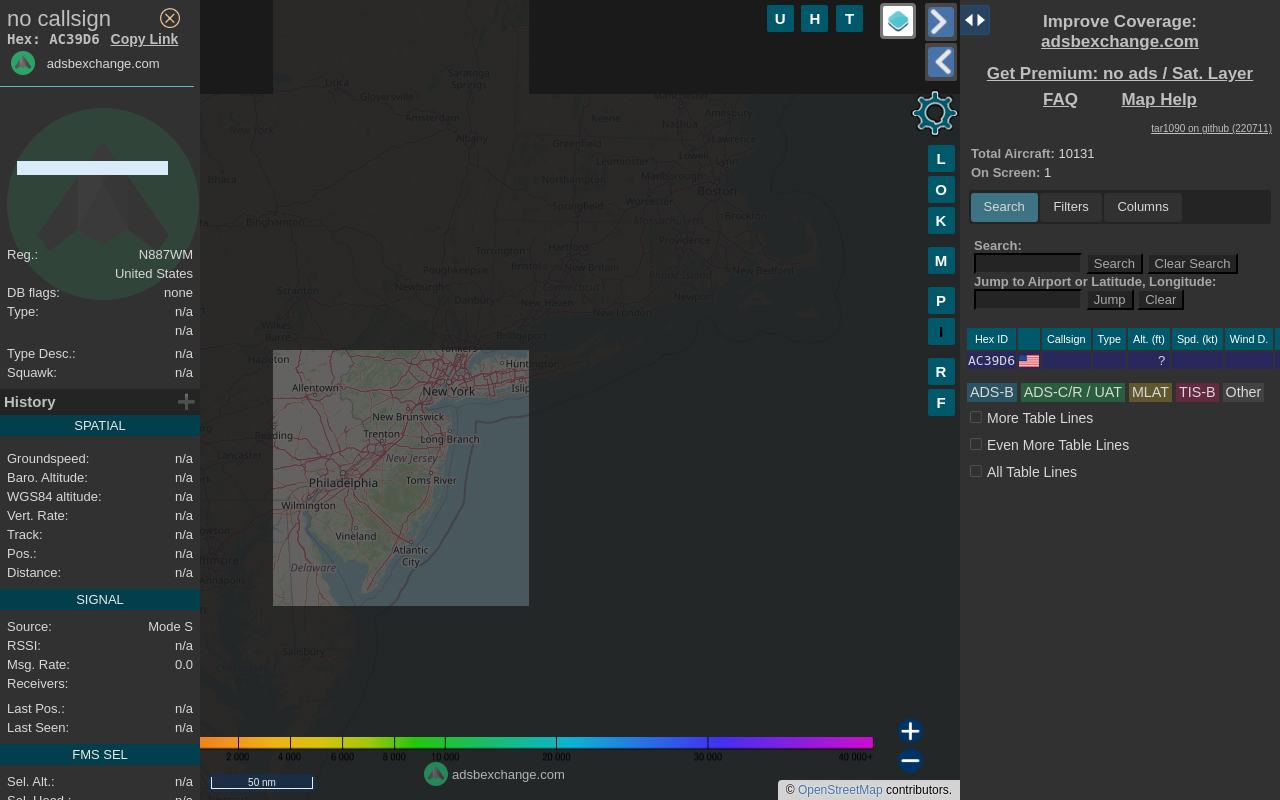 no callsign
Hex: AC39D6 Copy Link
adsbexchange.com
Reg.: N887WM
United States
DB flags: none
Type: n/a
n/a
Type Desc.: n/a
Squawk: n/a
History
SPATIAL
Groundspeed: n/a
Baro. Altitude: n/a
WGS84 altitude: n/a
Vert. Rate: n/a
Track: n/a
Pos.: n/a
Distance: n/a
SIGNAL
Source: Mode S
RSSI: n/a
Msg. Rate: 0.0
Receivers:
Last Pos.: n/a
Last Seen: n/a
FMS SEL
Sel. Alt.: n/a
Sel. Head.: n/a
U H T
L
O
K
M
P
I
R
F
Utica
Saratoga
Springs
Gloversville
Amsterdam
Albany
New York
Ithaca
Binghamton
Keene
Manchester
Nashua
Amesbury
Lawrence
Lowell
Lynn
Greenfield
Leominster
Marlborough
Boston
Northampton
Worcester
Springfield
Massachusetts
Brockton
Providence
Torrington
Hartford
Bristol
New Britain
Poughkeepsie
Rhode Island
New Bedford
Connecticut
Newburgh
Scranton
Danbury
New Haven
Newport
New London
Wilkes-
Barre
Bridgeport
Yonkers
Hazleton
Huntington
Allentown
New York
Islip
New Brunswick
Reading
Trenton
Long Branch
Lancaster
New Jersey
Philadelphia
Toms River
Wilmington
Vineland
Atlantic
City
Delaware
Annapolis
Salisbury
2 000 4 000 6 000 8 000 10 000 20 000 30 000 40 000+
50 nm
adsbexchange.com
© OpenStreetMap contributors.
Improve Coverage:
adsbexchange.com
Get Premium: no ads / Sat. Layer
FAQ Map Help
tar1090 on github (220711)
Total Aircraft: 10131
On Screen: 1
Search Filters Columns
Search:
Search Clear Search
Jump to Airport or Latitude, Longitude:
Jump Clear
Hex ID Callsign Type Alt. (ft) Spd. (kt) Wind D.
AC39D6 ?
ADS-B ADS-C/R / UAT MLAT TIS-B Other
More Table Lines
Even More Table Lines
All Table Lines